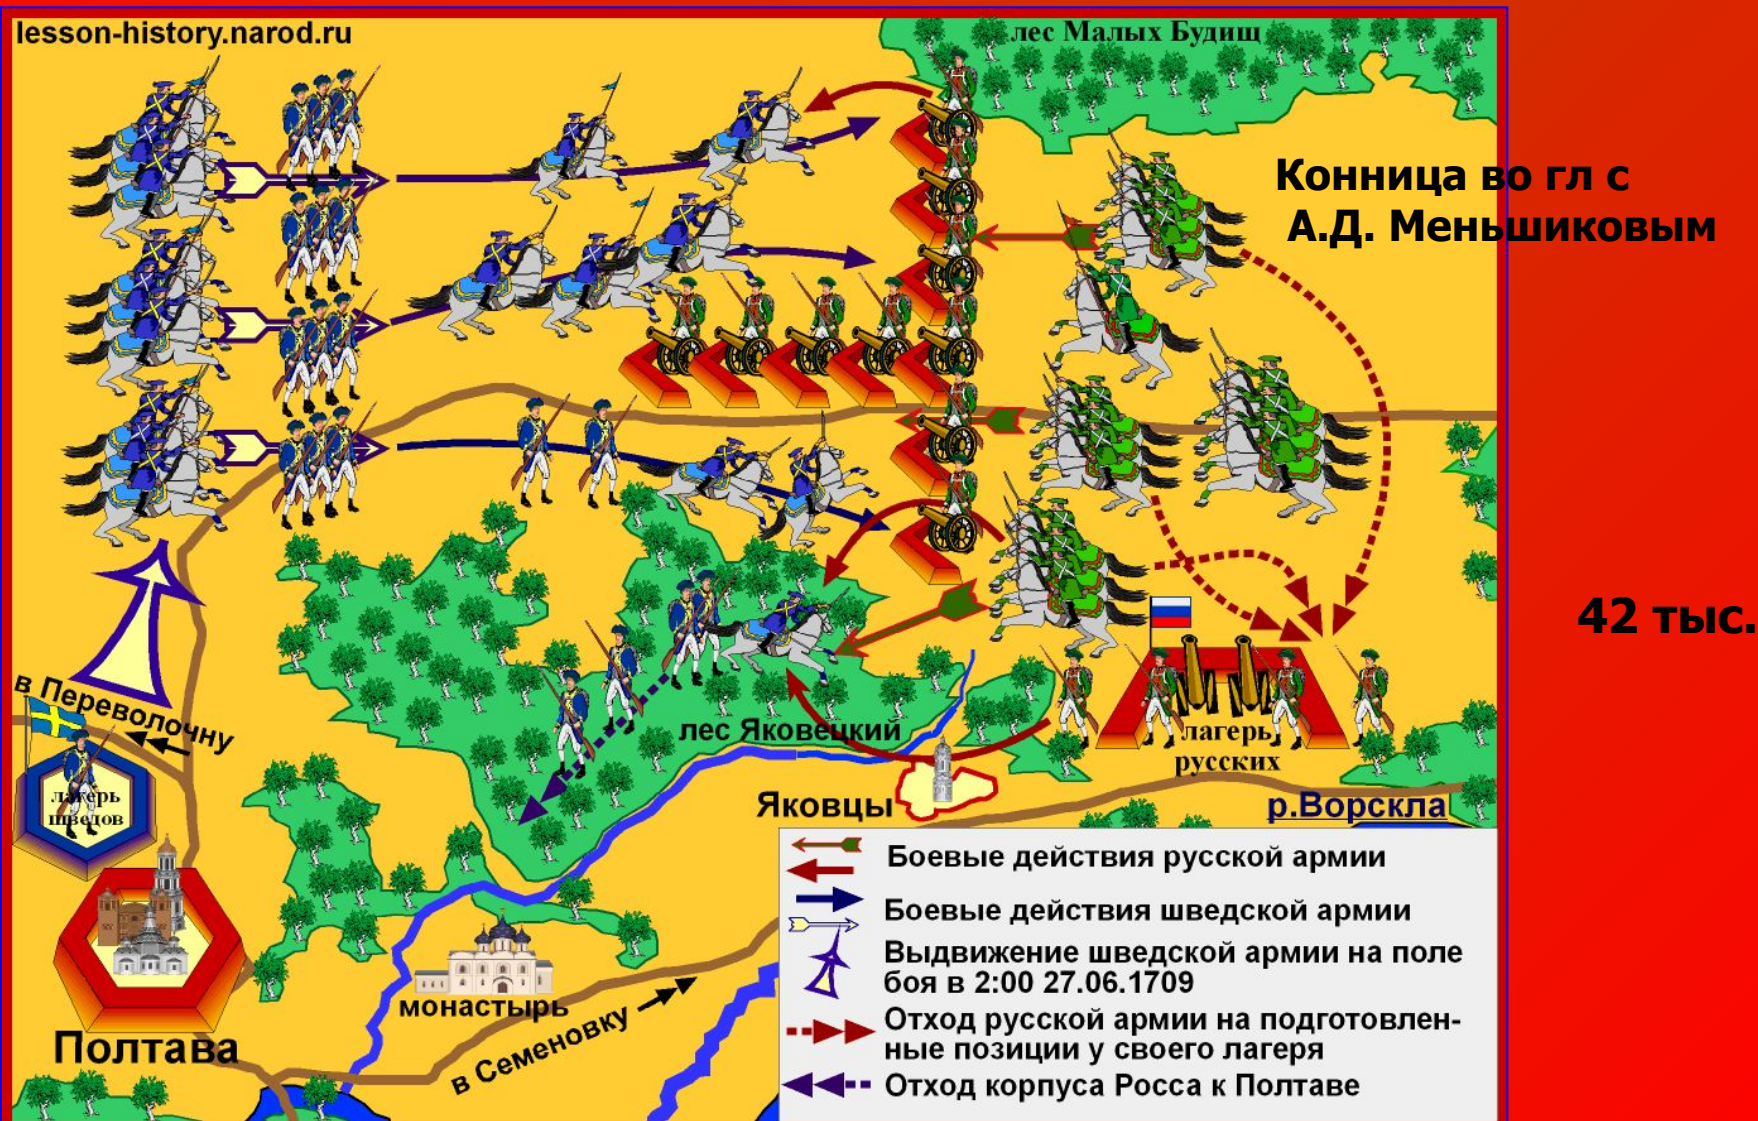 lesson-history.narod.ru
лес Малых Будищ
Конница во гл с
А.Д. Меньшиковым
42 тыс.
в Переволочну
лагерь
шведов
лес Яковецкий
лагерь
русских
Яковцы
р.Ворскла
Полтава
монастырь
в Семеновку
Боевые действия русской армии
Боевые действия шведской армии
Выдвижение шведской армии на поле
боя в 2:00 27.06.1709
Отход русской армии на подготовлен-
ные позиции у своего лагеря
Отход корпуса Росса к Полтаве